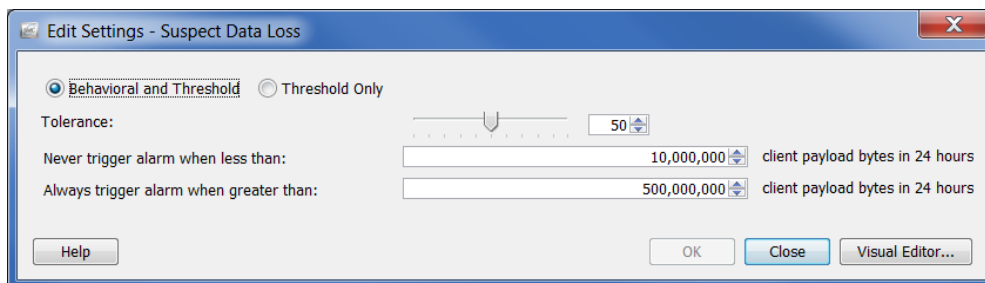 Edit Settings - Suspect Data Loss
X
Behavioral and Threshold Threshold Only
Tolerance: 50
Never trigger alarm when less than: 10,000,000 client payload bytes in 24 hours
Always trigger alarm when greater than: 500,000,000 client payload bytes in 24 hours
Help OK Close Visual Editor...